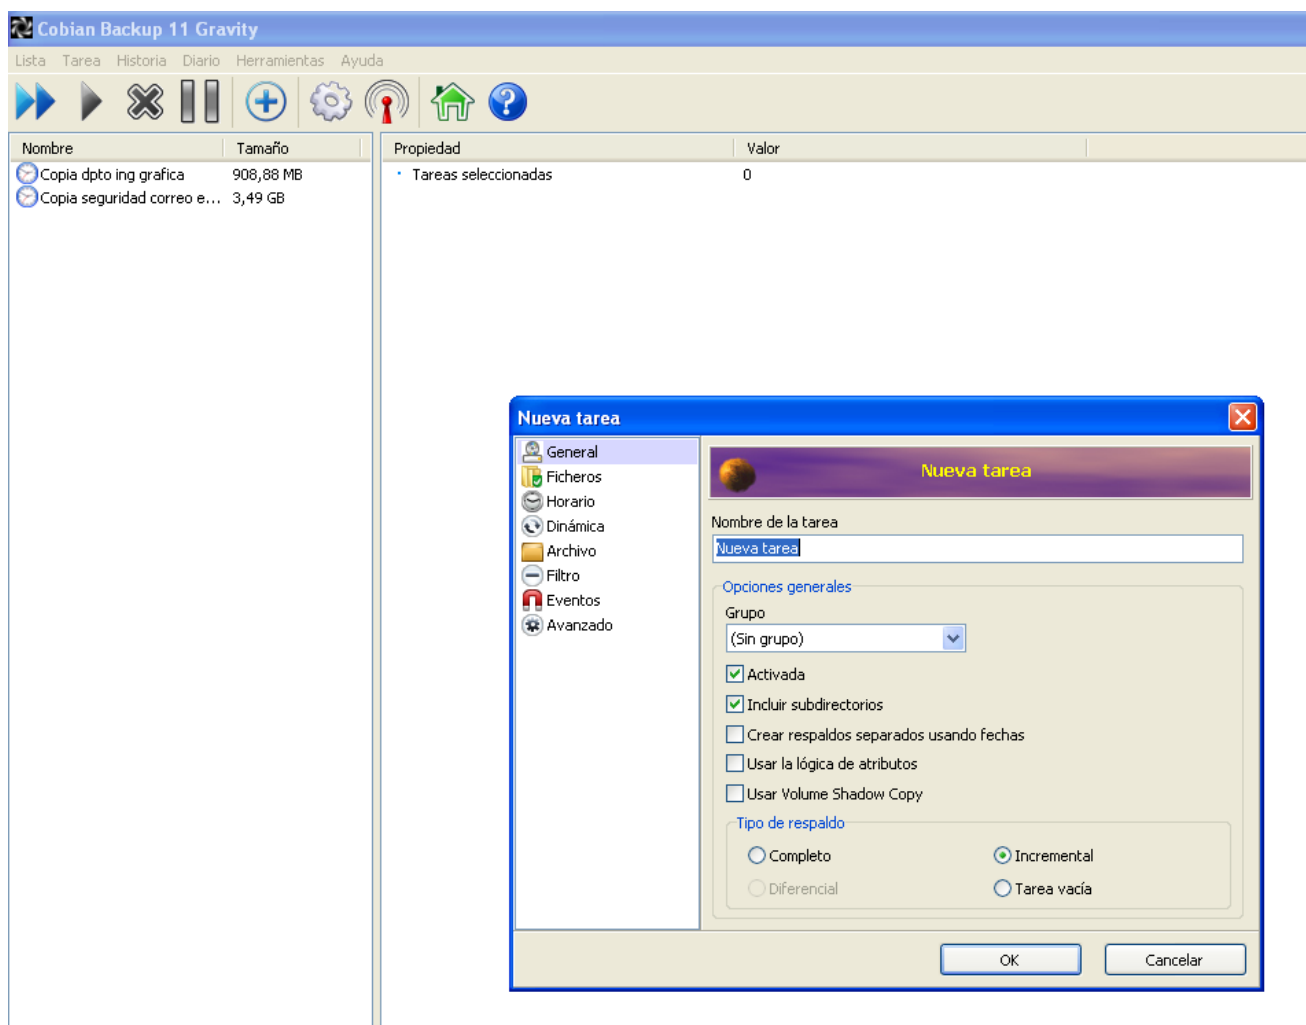 Cobian Backup 11 Gravity
Lista Tarea Historia Diario Herramientas Ayuda
Nombre Tamaño
Copia dpto ing grafica 908,88 MB
Copia seguridad correo e... 3,49 GB
Propiedad Valor
Tareas seleccionadas 0
Nueva tarea
General
Ficheros
Horario
Dinámica
Archivo
Filtro
Eventos
Avanzado
Nueva tarea
Nombre de la tarea
Nueva tarea
Opciones generales
Grupo
(Sin grupo)
Activada
Incluir subdirectorios
Crear respaldos separados usando fechas
Usar la lógica de atributos
Usar Volume Shadow Copy
Tipo de respaldo
Completo Incremental
Diferencial Tarea vacía
OK Cancelar